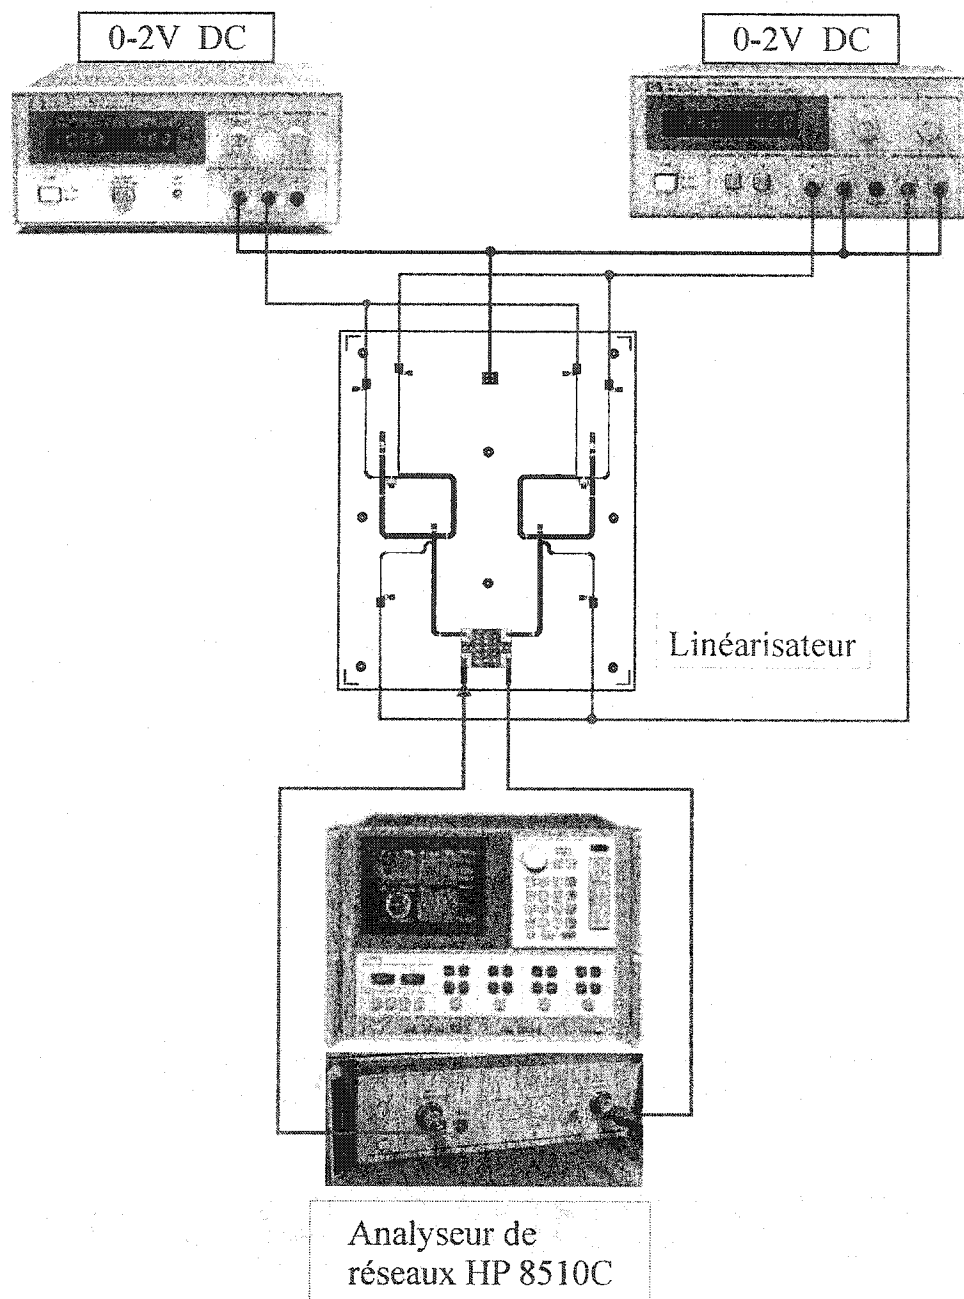 0-2V DC
0-2V DC
Linéarisateur
Analyseur de
réseaux HP 8510C